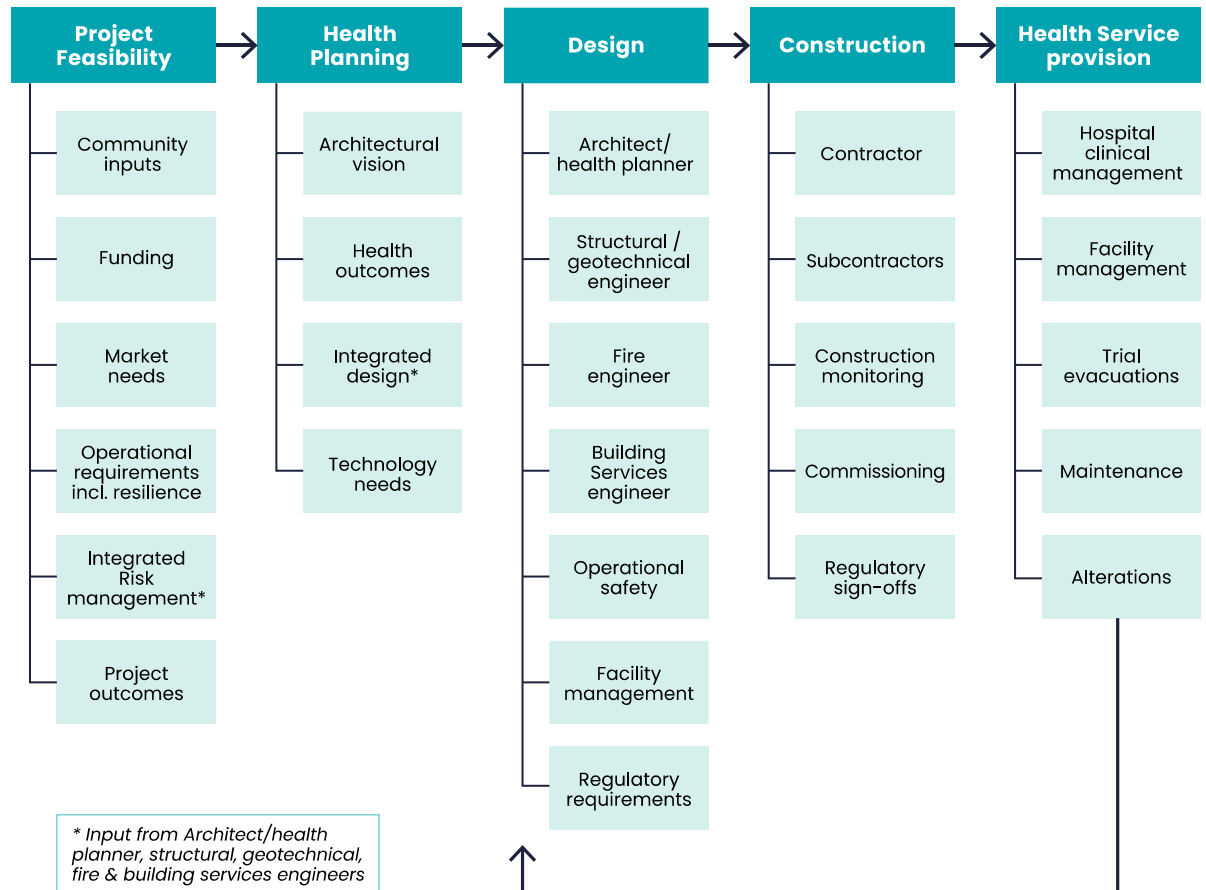 Project
Feasibility
Health
Planning
Design
Construction
Health Service
provision
Community
inputs
Funding
Market
needs
Operational
requirements
incl. resilience
Integrated
Risk
management*
Project
outcomes
Architectural
vision
Health
outcomes
Integrated
design*
Technology
needs
Architect/
health planner
Structural /
geotechnical
engineer
Fire
engineer
Building
Services
engineer
Operational
safety
Facility
management
Regulatory
requirements
Contractor
Subcontractors
Construction
monitoring
Commissioning
Regulatory
sign-offs
Hospital
clinical
management
Facility
management
Trial
evacuations
Maintenance
Alterations
* Input from Architect/health
planner, structural, geotechnical,
fire & building services engineers